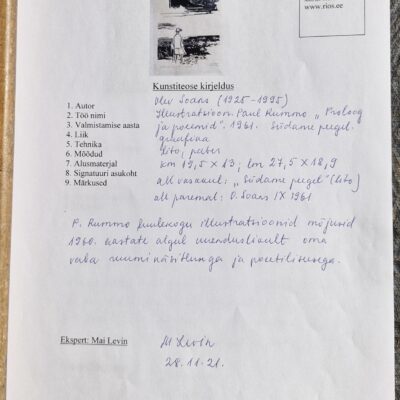 www.rios.ee
Kunstiteose kirjeldus
1. Autor
Olev Soans (1925-1995)
2. Töö nimi
Illustratsioon. Paul Rummo „Proloog
3. Valmistamise aasta
ja poeemid". 1961. Südame peegel.
4. Liik
graafika
5. Tehnika
lito, paber
6. Mõõdud
km 19,5 x 13; lm 27,5 x 18,9
7. Alusmaterjal
8. Signatuuri asukoht
all vasakul: „Südame peegel" (lito)
9. Märkused
all paremal: O. Soans IX 1961
P. Rummo luulekogu illustratsioonid mõjusid
1960. aastate algul uuenduslikult oma
vaba ruumikäsitlusega ja poeetilisusega.
Ekspert: Mai Levin
M Levin
28.11.21.